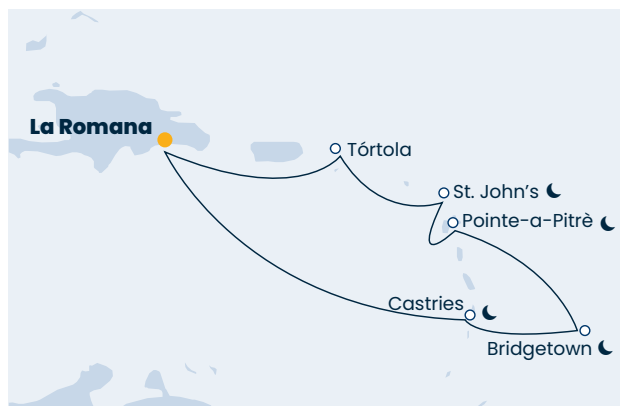 La Romana
Tórtola
St. John’s
Pointe-a-Pitrè
Castries
Bridgetown